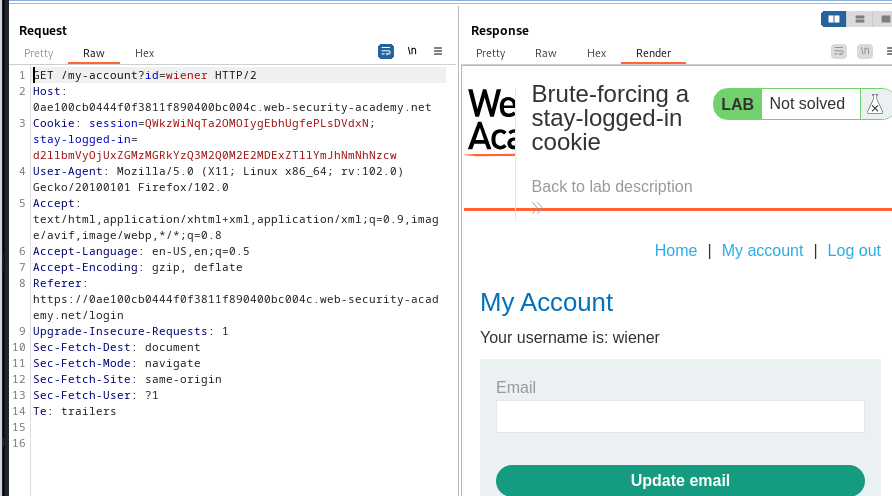 Request
Pretty
Raw
Hex
\n
1 GET /my-account?id=wiener HTTP/2
2 Host:
0ae100cb0444f0f3811f890400bc004c.web-security-academy.net
3 Cookie: session=QWkzWiNqTa2OMOIygEbhUgfePLsDVdxN;
stay-logged-in=
d2llbmVyOjUxZGMzMGRkYzQ3M2Q0M2E2MDExZTllYmJhNmNhNzcw
4 User-Agent: Mozilla/5.0 (X11; Linux x86_64; rv:102.0)
Gecko/20100101 Firefox/102.0
5 Accept:
text/html,application/xhtml+xml,application/xml;q=0.9,imag
e/avif,image/webp,*/*;q=0.8
6 Accept-Language: en-US,en;q=0.5
7 Accept-Encoding: gzip, deflate
8 Referer:
https://0ae100cb0444f0f3811f890400bc004c.web-security-acad
emy.net/login
9 Upgrade-Insecure-Requests: 1
10 Sec-Fetch-Dest: document
11 Sec-Fetch-Mode: navigate
12 Sec-Fetch-Site: same-origin
13 Sec-Fetch-User: ?1
14 Te: trailers
15
16
Response
Pretty
Raw
Hex
Render
\n
We
Aca
Brute-forcing a
stay-logged-in
cookie
LAB Not solved
Back to lab description
Home | My account | Log out
My Account
Your username is: wiener
Email
Update email